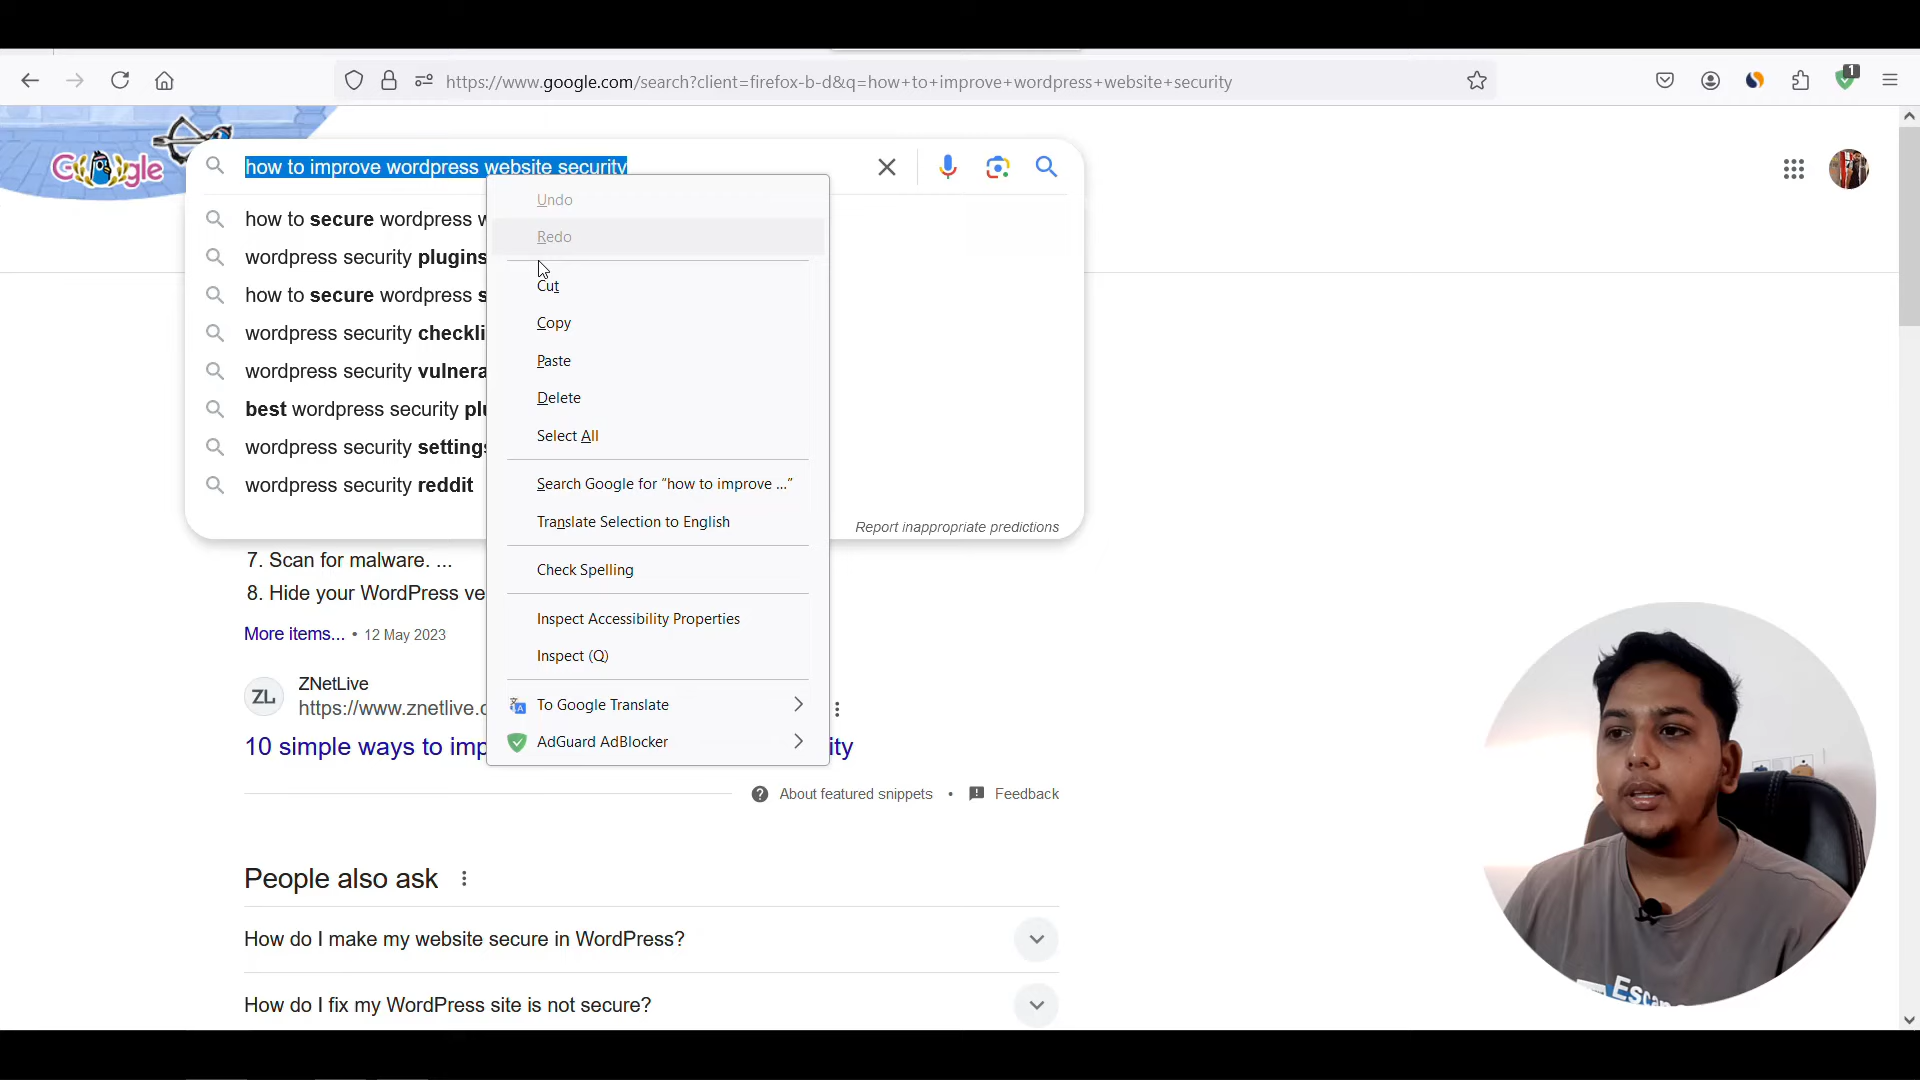 https://www.google.com/search?client=firefox-b-d&q=how+to+improve+wordpress+website+security
1
Google
how to improve wordpress website security
how to secure wordpress w
wordpress security plugins
how to secure wordpress s
wordpress security checkli
wordpress security vulnera
best wordpress security plu
wordpress security settings
wordpress security reddit
Undo
Redo
Cut
Copy
Paste
Delete
Select All
Search Google for “how to improve ...”
Translate Selection to English
Check Spelling
Inspect Accessibility Properties
Inspect (Q)
To Google Translate
AdGuard AdBlocker
Report inappropriate predictions
7. Scan for malware. ...
8. Hide your WordPress ve
More items... • 12 May 2023
ZL
ZNetLive
https://www.znetlive.c
10 simple ways to imp ity
About featured snippets • Feedback
People also ask
How do I make my website secure in WordPress?
How do I fix my WordPress site is not secure?